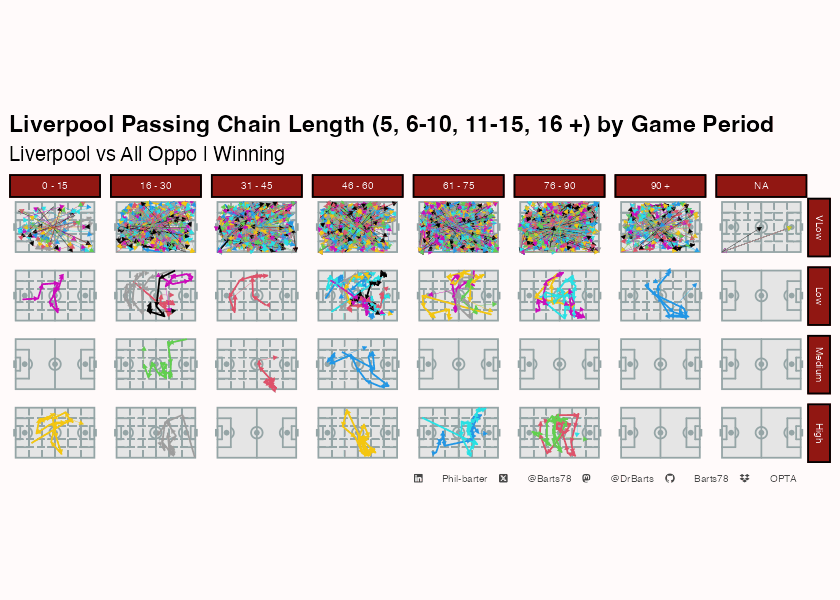 Liverpool Passing Chain Length (5, 6-10, 11-15, 16 +) by Game Period
Liverpool vs All Oppo | Winning
0 - 15 16 - 30 31 - 45 46 - 60 61 - 75 76 - 90 90 + NA
V.Low
Low
Medium
High
Phil-barter @Barts78 @DrBarts Barts78 OPTA